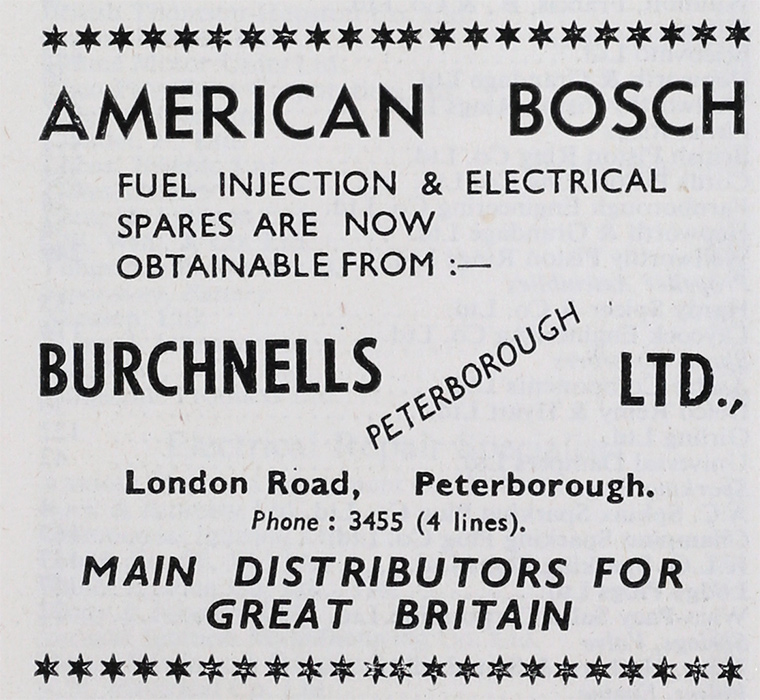 AMERICAN BOSCH
FUEL INJECTION & ELECTRICAL
SPARES ARE NOW
OBTAINABLE FROM :—
BURCHNELLS PETERBOROUGH LTD.,
London Road, Peterborough.
Phone : 3455 (4 lines).
MAIN DISTRIBUTORS FOR
GREAT BRITAIN